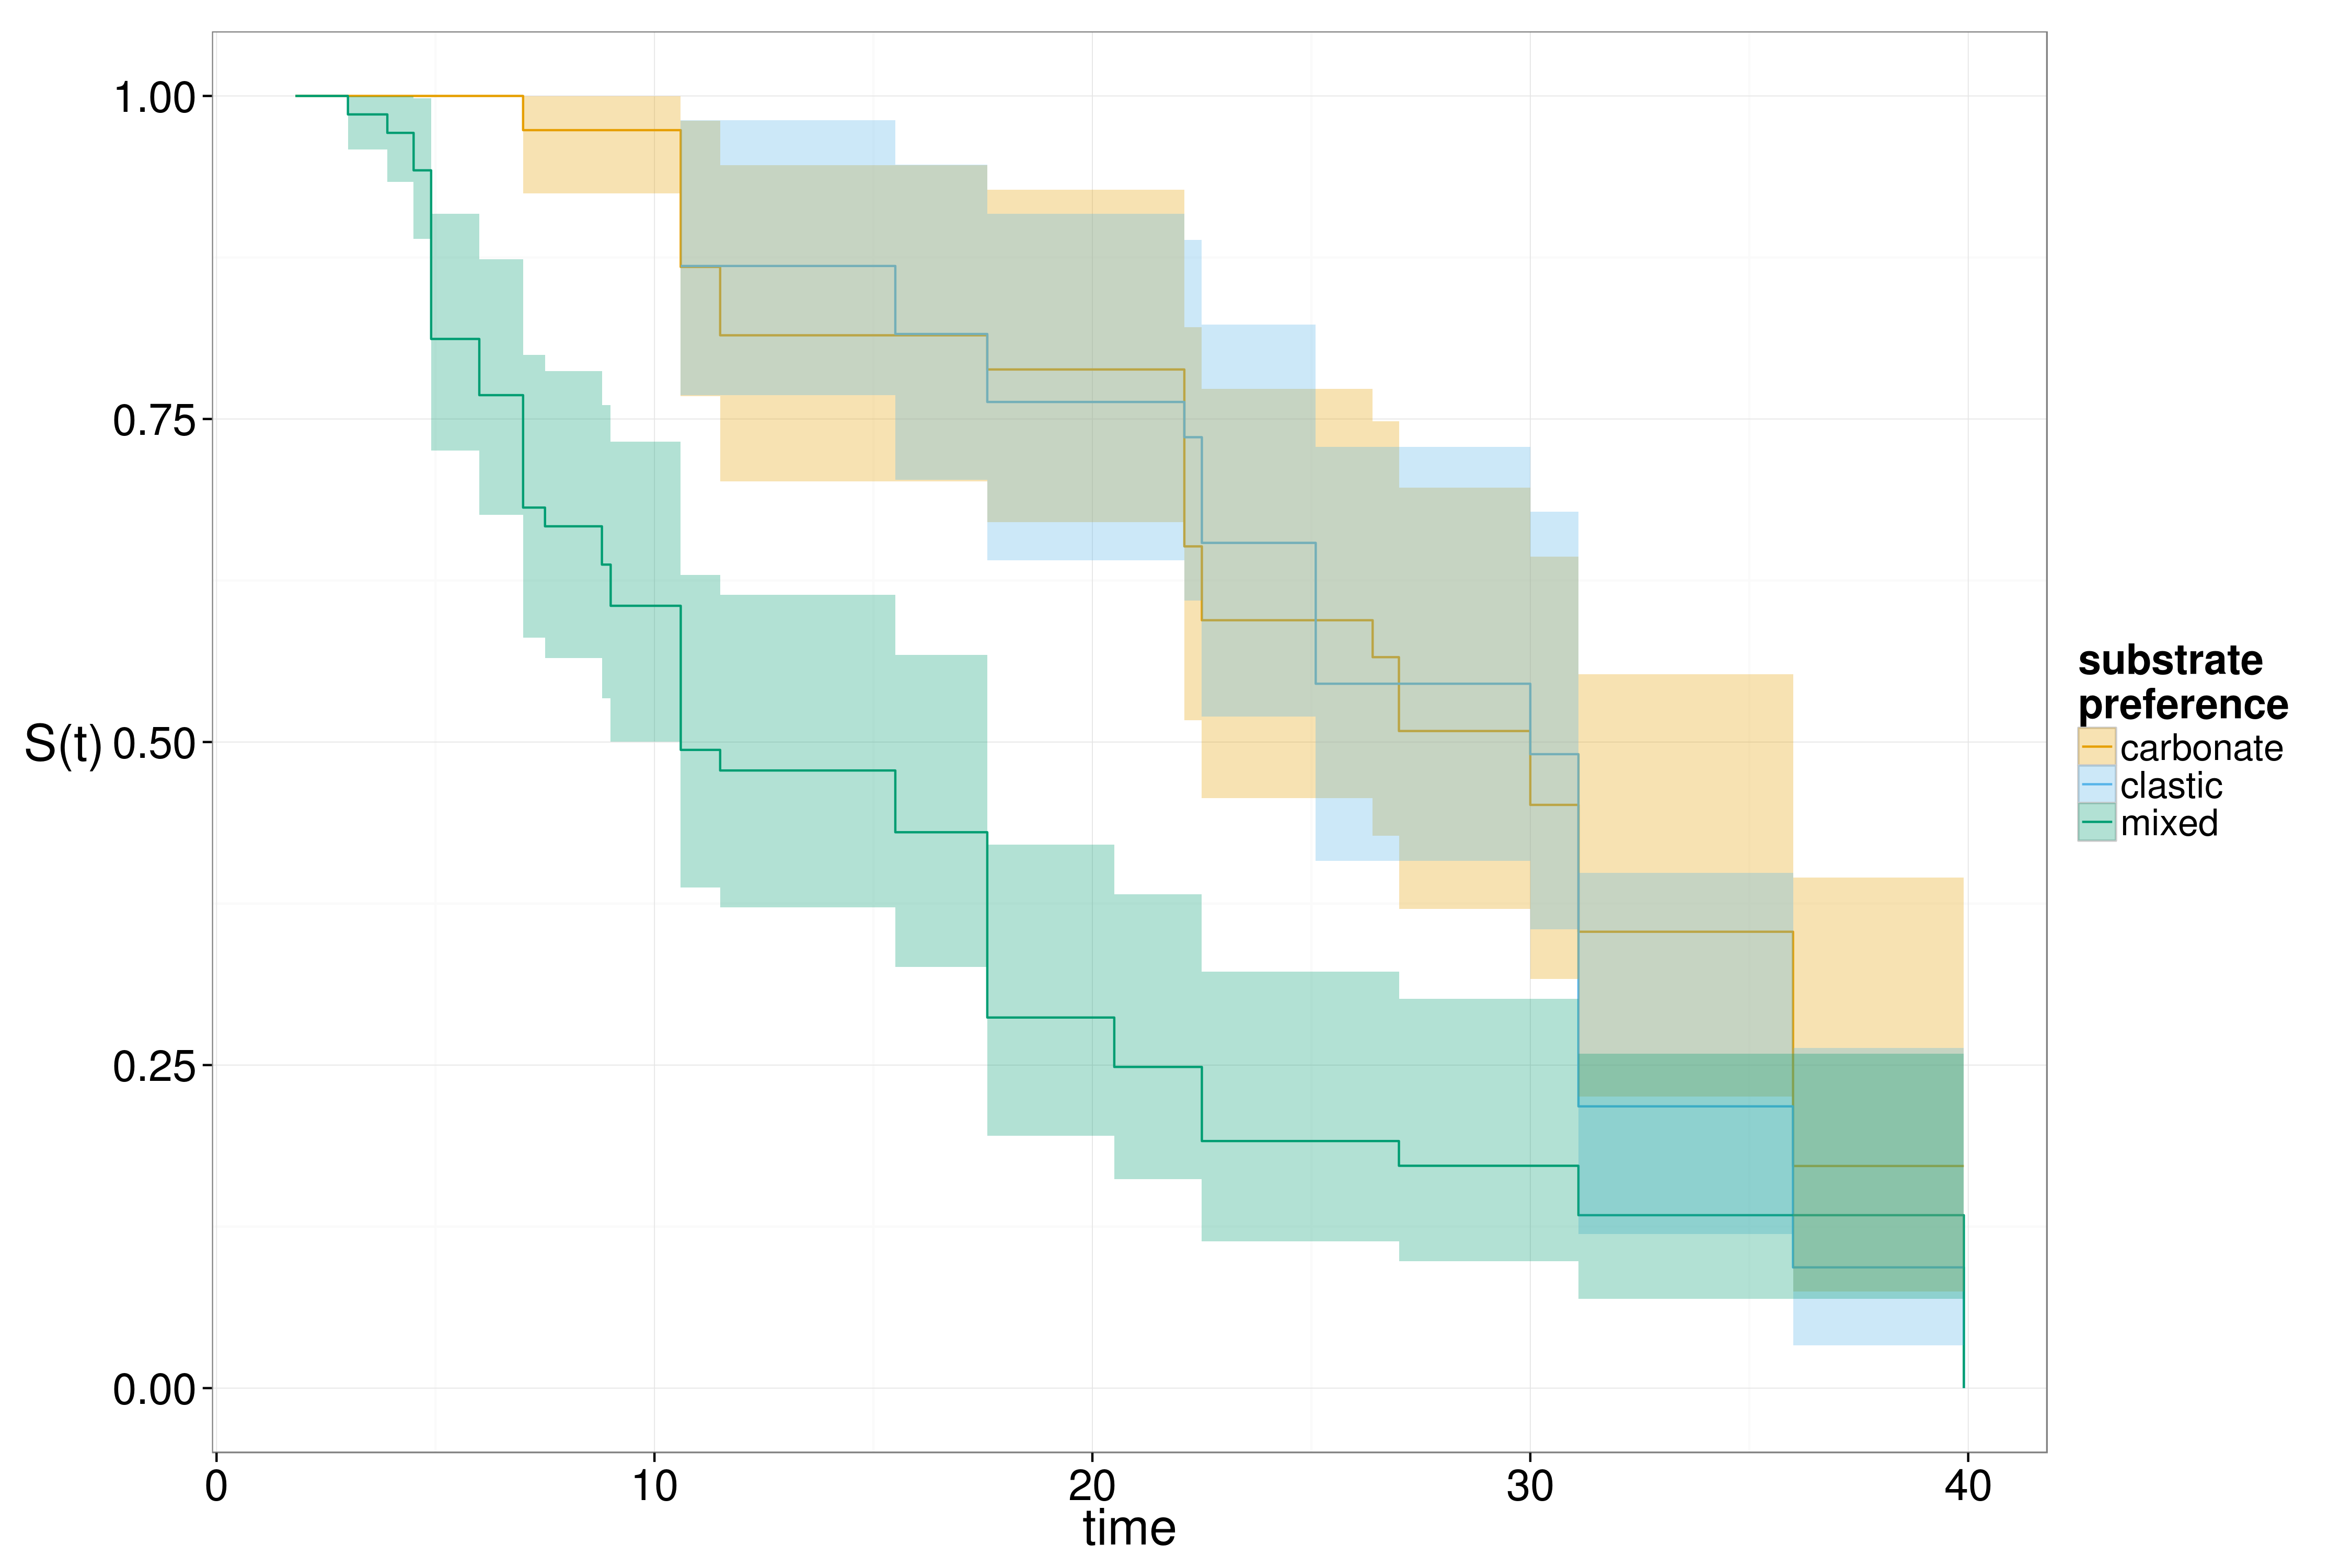 1.00
0.75
S(t) 0.50
0.25
0.00
0 10 20 30 40
time
substrate
preference
carbonate
clastic
mixed